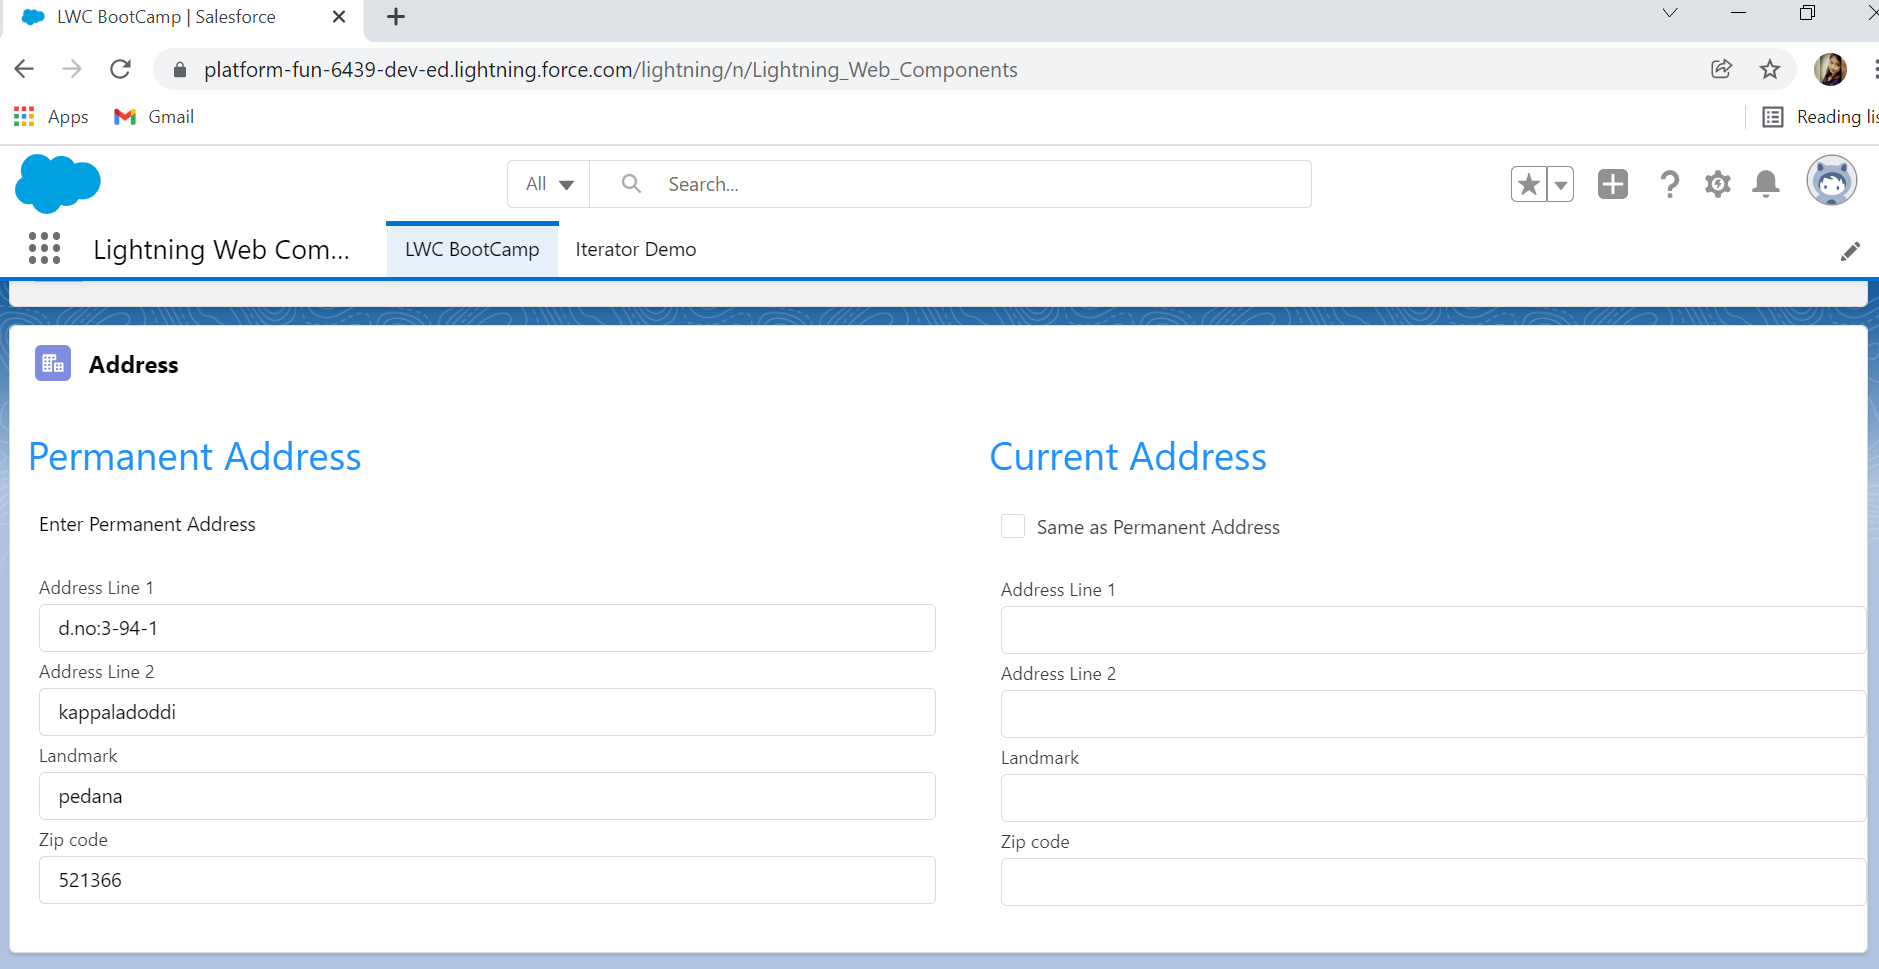 LWC BootCamp | Salesforce
platform-fun-6439-dev-ed.lightning.force.com/lightning/n/Lightning_Web_Components
Apps
Gmail
Reading lis
All
Search...
Lightning Web Com...
LWC BootCamp
Iterator Demo
Address
Permanent Address
Enter Permanent Address
Address Line 1
d.no:3-94-1
Address Line 2
kappaladoddi
Landmark
pedana
Zip code
521366
Current Address
Same as Permanent Address
Address Line 1
Address Line 2
Landmark
Zip code